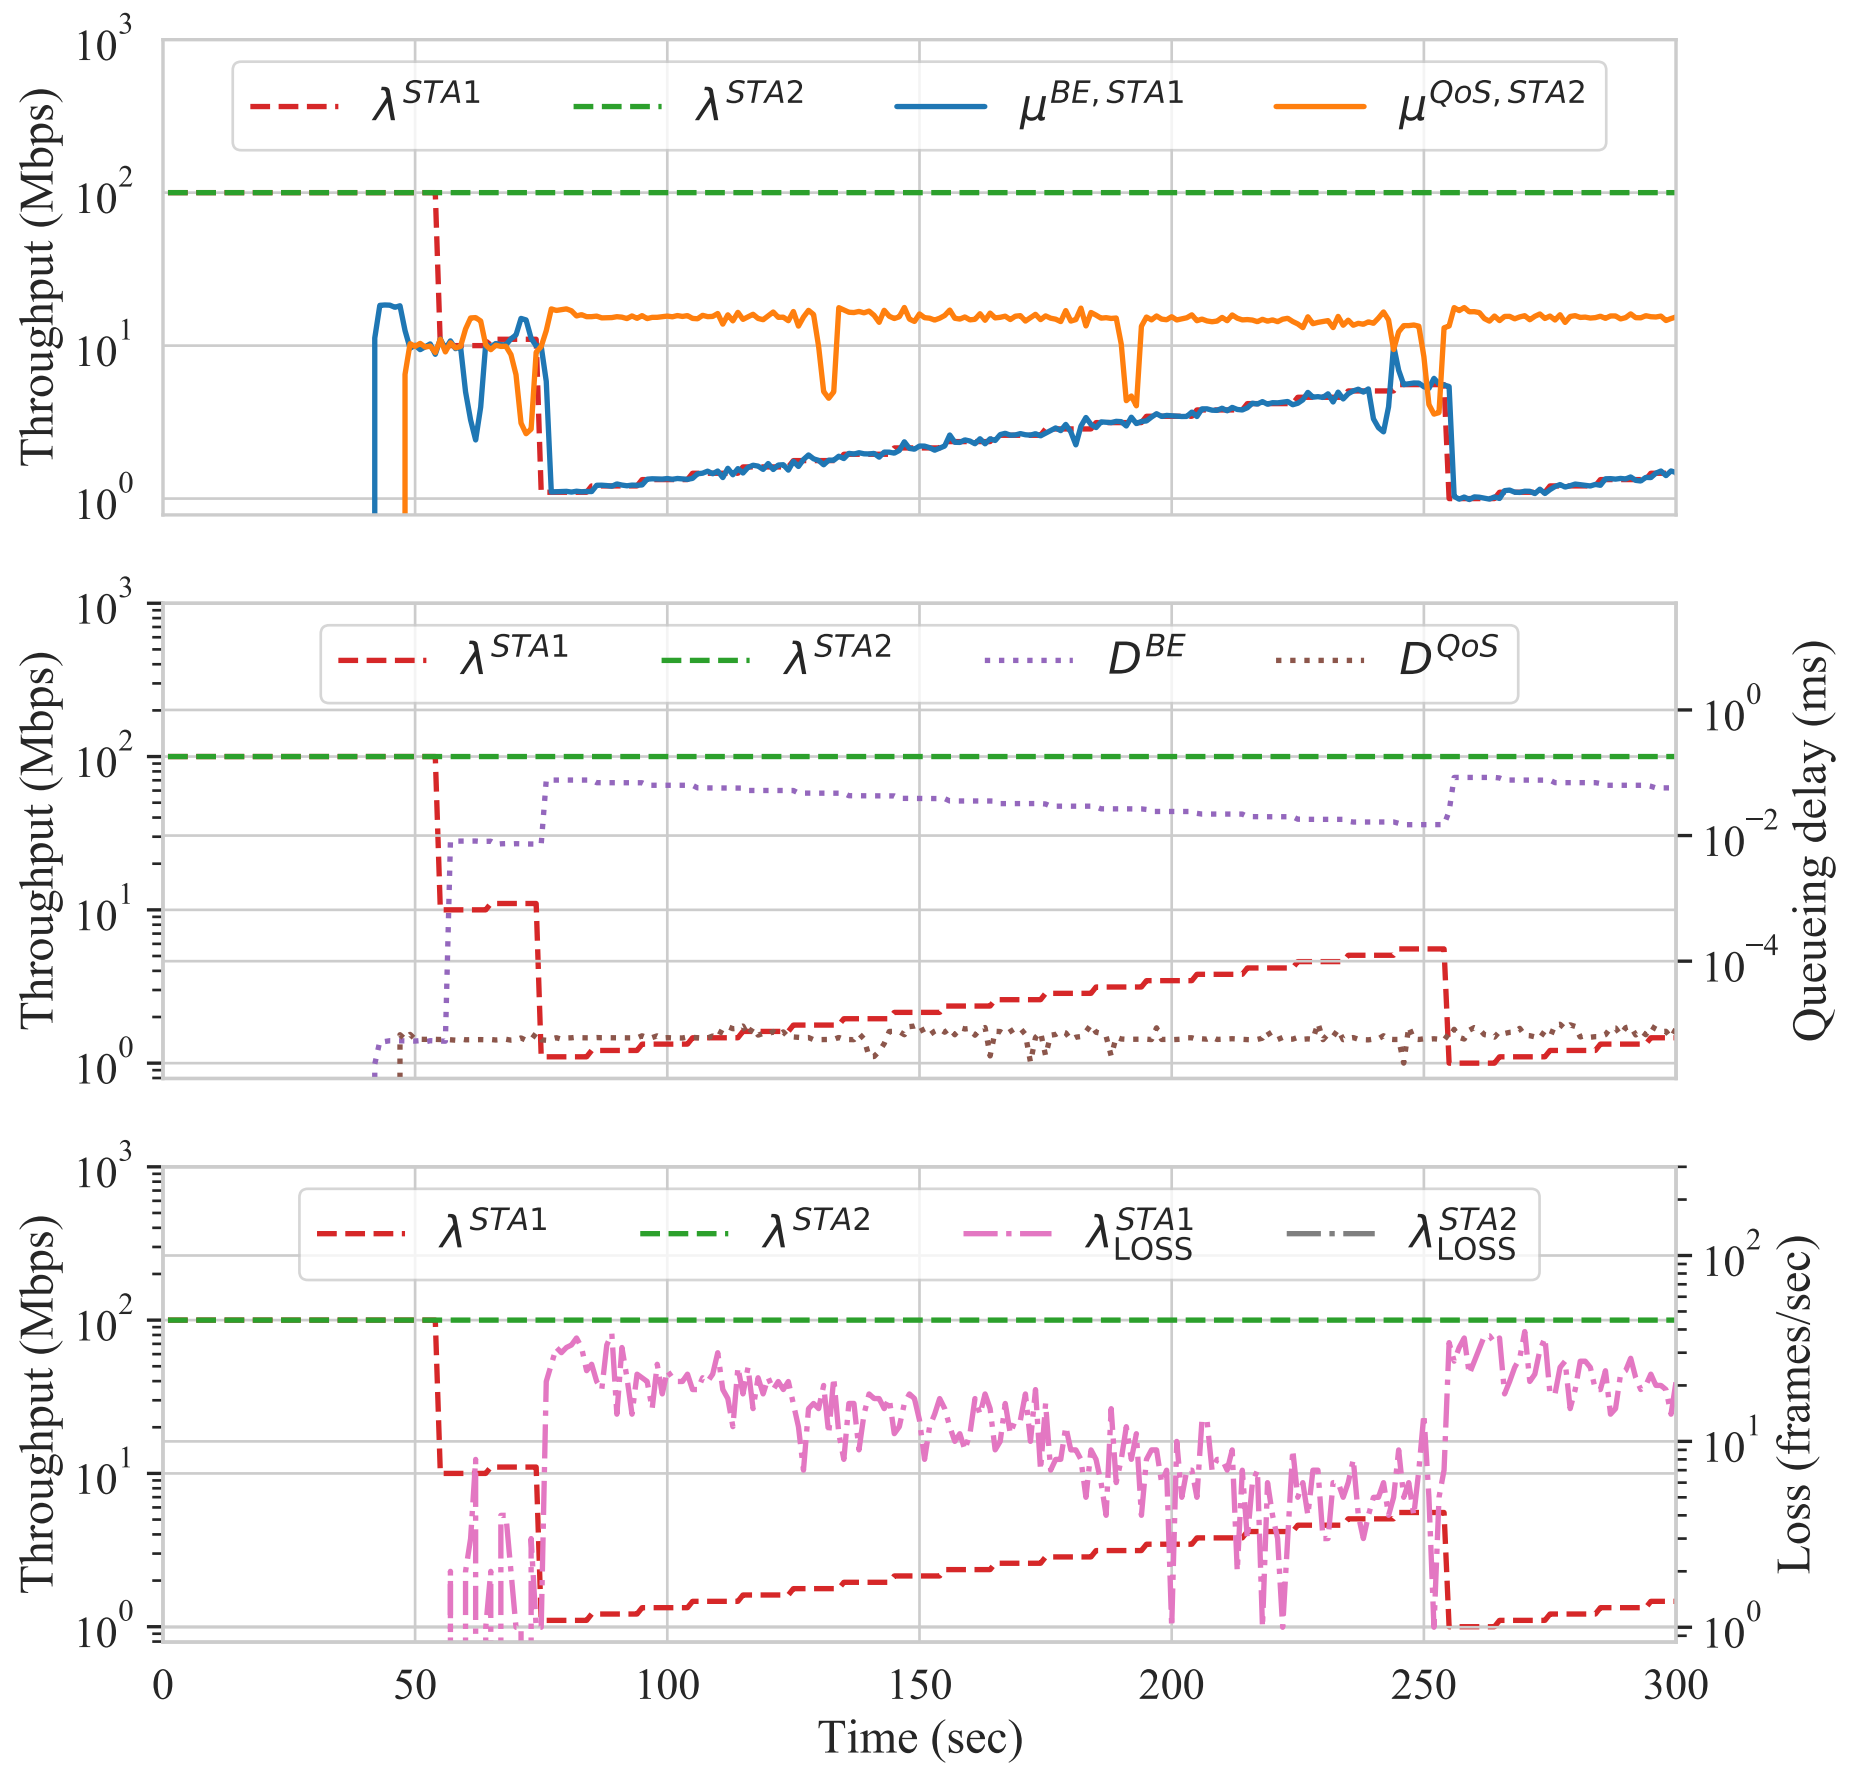 10^3
λ^STA1 λ^STA2 μ^BE,STA1 μ^QoS,STA2
10^2
10^1
10^0
Throughput (Mbps)
10^3
λ^STA1 λ^STA2 D^BE D^QoS
10^2
10^1
10^0
Throughput (Mbps)
10^0
10^−2
10^−4
Queueing delay (ms)
10^3
λ^STA1 λ^STA2 λ^STA1_LOSS λ^STA2_LOSS
10^2
10^1
10^0
Throughput (Mbps)
10^2
10^1
10^0
Loss (frames/sec)
0 50 100 150 200 250 300
Time (sec)